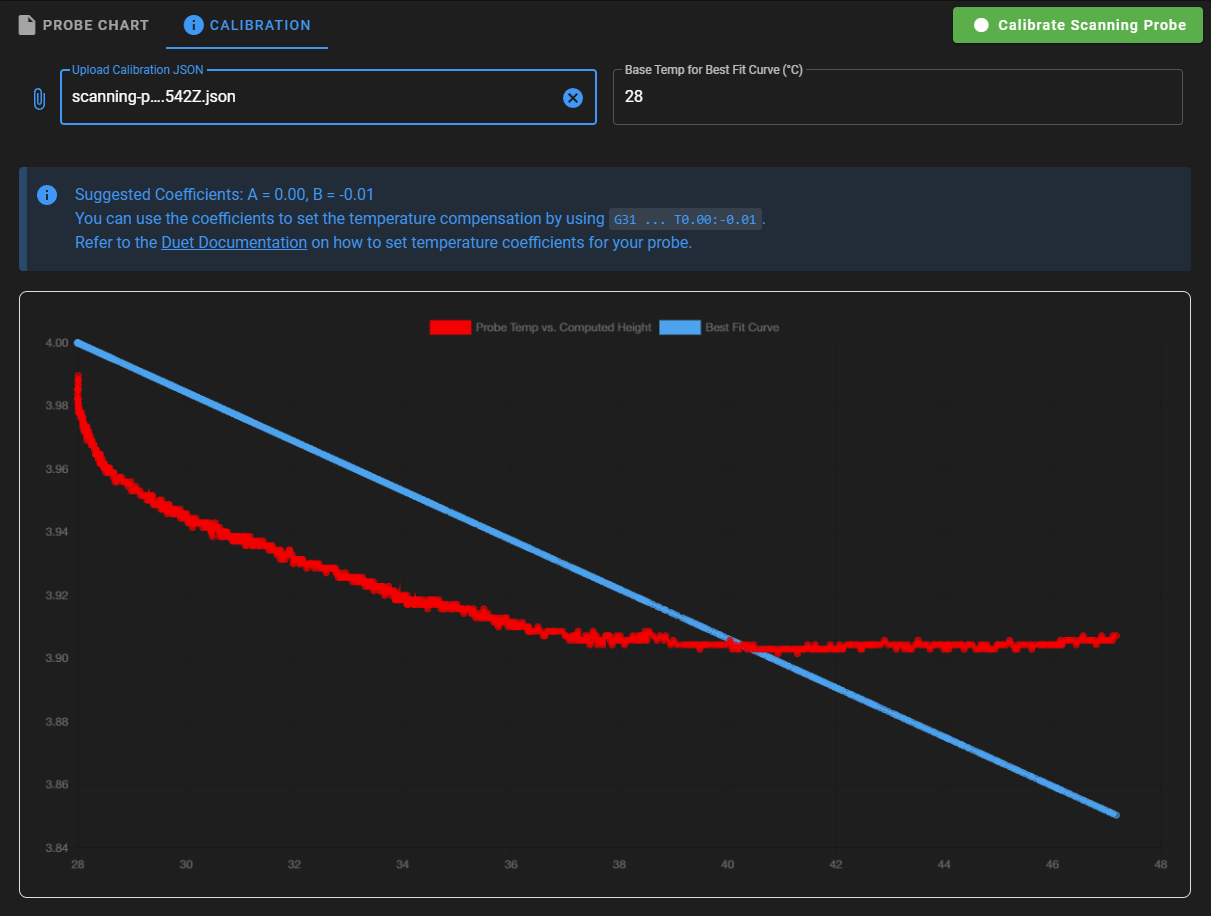 PROBE CHART
CALIBRATION
Calibrate Scanning Probe
Upload Calibration JSON
scanning-p....542Z.json
Base Temp for Best Fit Curve (°C)
28
Suggested Coefficients: A = 0.00, B = -0.01
You can use the coefficients to set the temperature compensation by using G31 ... T0.00:-0.01.
Refer to the Duet Documentation on how to set temperature coefficients for your probe.
Probe Temp vs. Computed Height Best Fit Curve
4.00
3.98
3.96
3.94
3.92
3.90
3.88
3.86
3.84
28 30 32 34 36 38 40 42 44 46 48